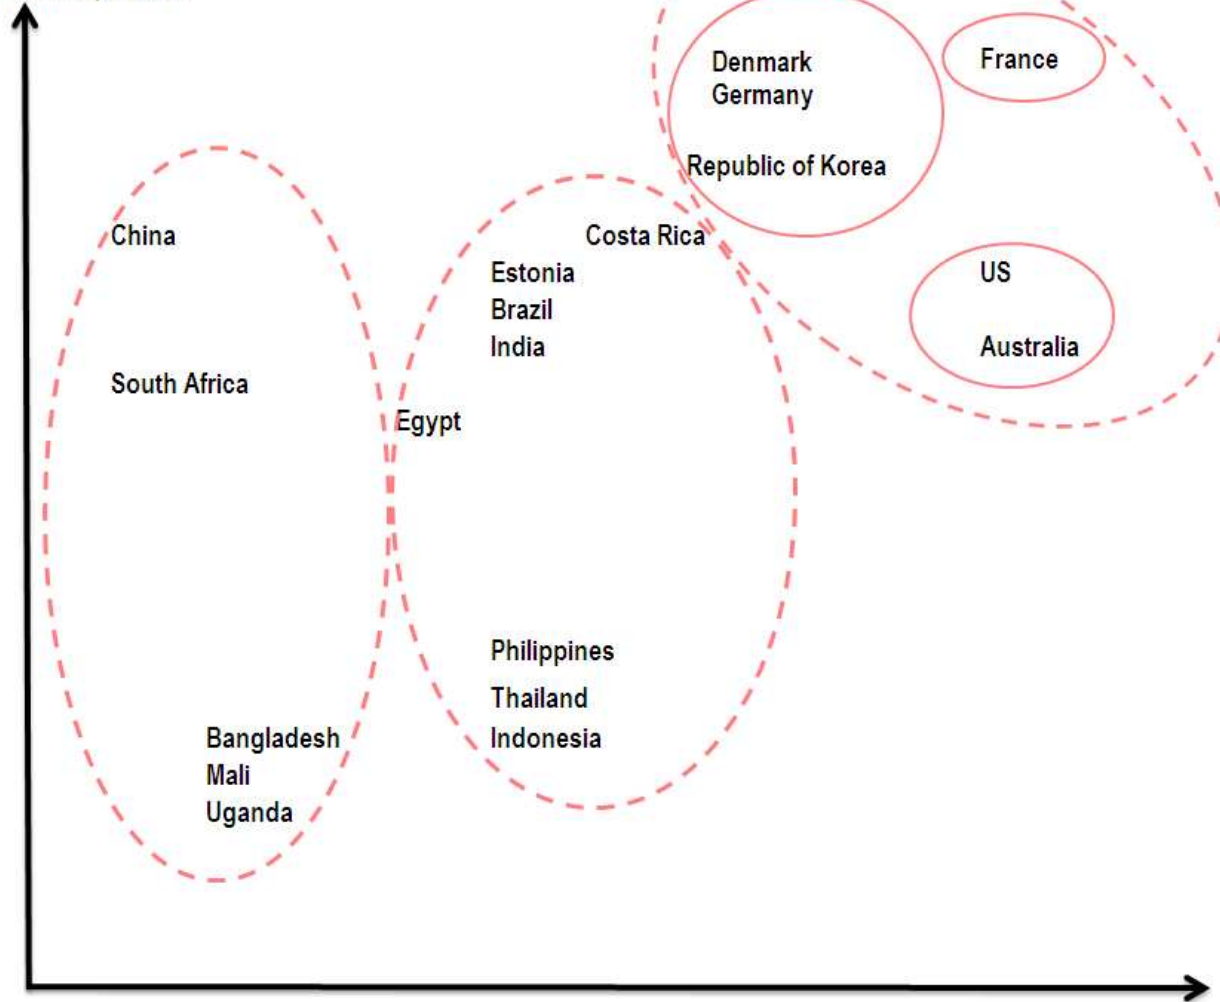 Denmark
France
Germany
Republic of Korea
China
Costa Rica
Estonia
US
Brazil
India
Australia
South Africa
Egypt
Philippines
Thailand
Indonesia
Bangladesh
Mali
Uganda